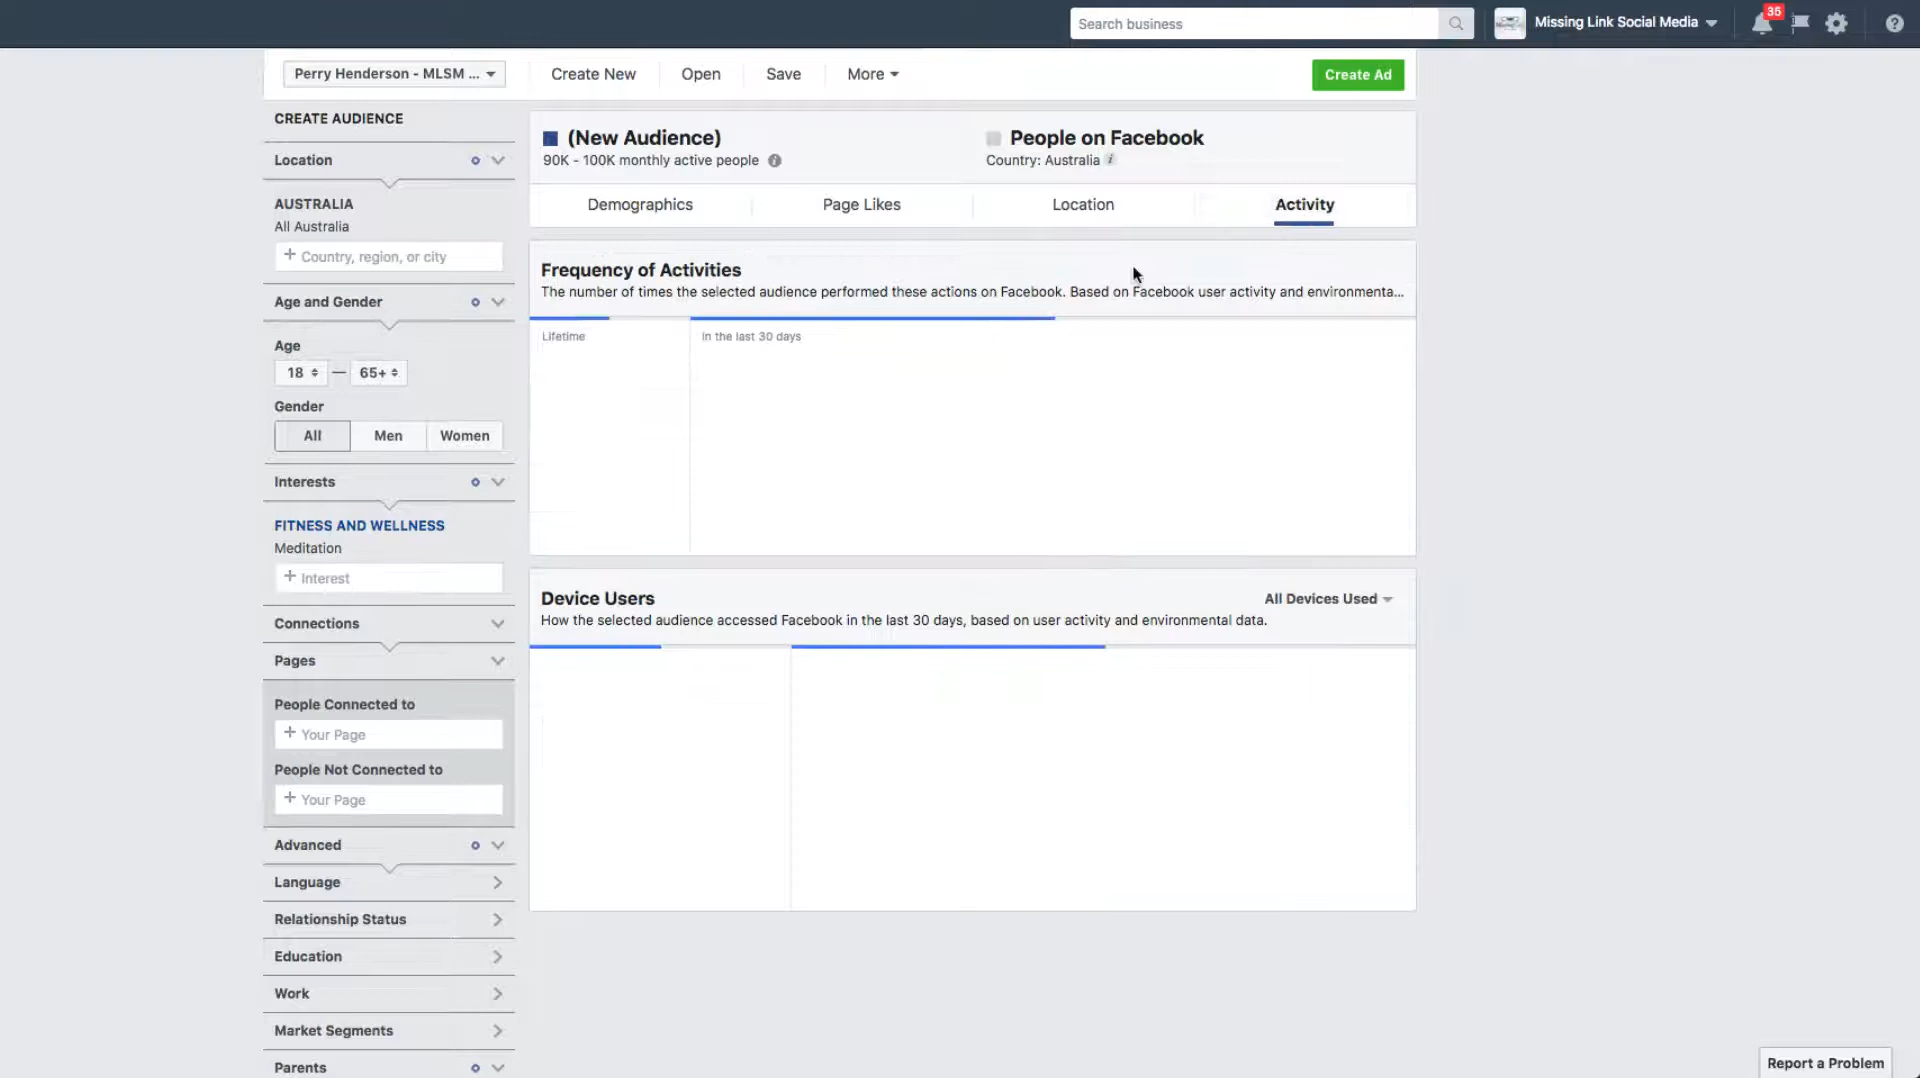 Search business
Missing Link Social Media
35
Perry Henderson - MLSM ...
Create New
Open
Save
More
Create Ad
CREATE AUDIENCE
Location
AUSTRALIA
All Australia
+ Country, region, or city
Age and Gender
Age
18 — 65+
Gender
All
Men
Women
Interests
FITNESS AND WELLNESS
Meditation
+ Interest
Connections
Pages
People Connected to
+ Your Page
People Not Connected to
+ Your Page
Advanced
Language
Relationship Status
Education
Work
Market Segments
Parents
(New Audience)
90K - 100K monthly active people
People on Facebook
Country: Australia
Demographics
Page Likes
Location
Activity
Frequency of Activities
The number of times the selected audience performed these actions on Facebook. Based on Facebook user activity and environmenta...
Lifetime
In the last 30 days
Device Users
All Devices Used
How the selected audience accessed Facebook in the last 30 days, based on user activity and environmental data.
Report a Problem